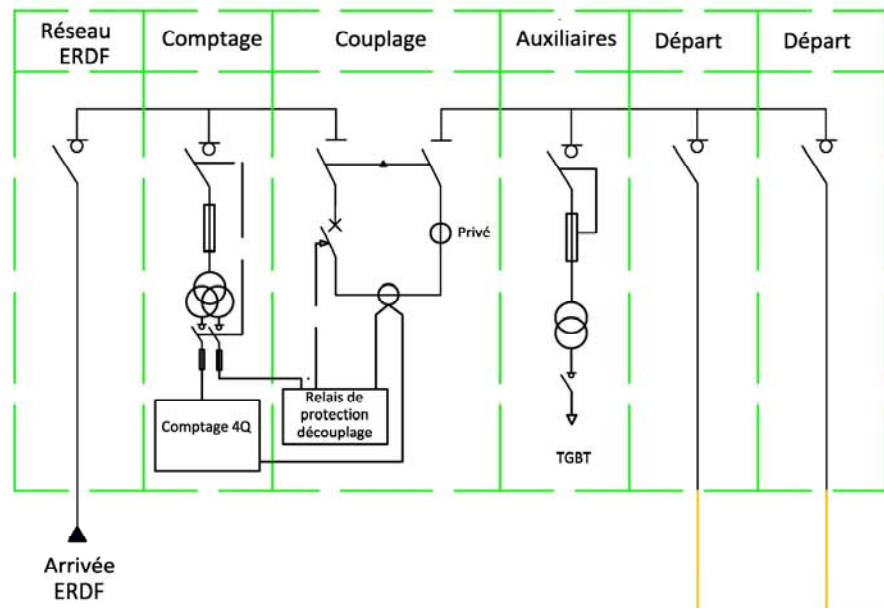 Réseau
ERDF
Comptage
Couplage
Auxiliaires
Départ
Départ
Privé
Comptage 4Q
Relais de
protection
découplage
TGBT
Arrivée
ERDF